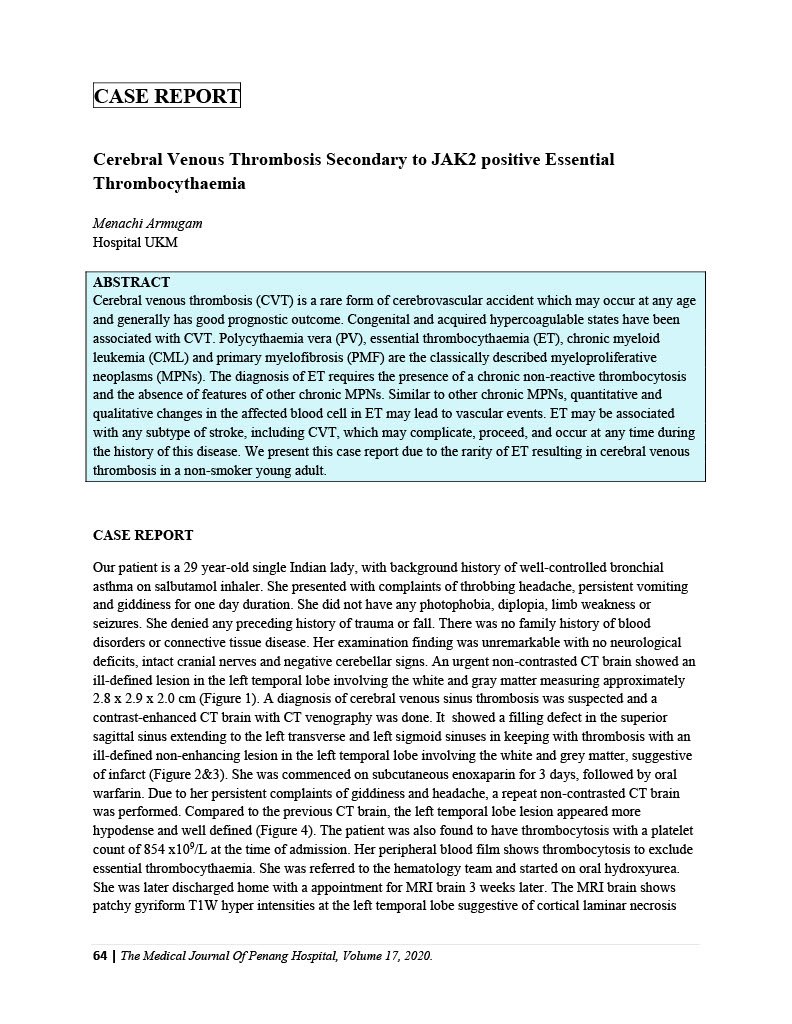 CASE REPORT
Cerebral Venous Thrombosis Secondary to JAK2 positive Essential
Thrombocythaemia
Menachi Armugam
Hospital UKM
ABSTRACT
Cerebral venous thrombosis (CVT) is a rare form of cerebrovascular accident which may occur at any age
and generally has good prognostic outcome. Congenital and acquired hypercoagulable states have been
associated with CVT. Polycythaemia vera (PV), essential thrombocythaemia (ET), chronic myeloid
leukemia (CML) and primary myelofibrosis (PMF) are the classically described myeloproliferative
neoplasms (MPNs). The diagnosis of ET requires the presence of a chronic non-reactive thrombocytosis
and the absence of features of other chronic MPNs. Similar to other chronic MPNs, quantitative and
qualitative changes in the affected blood cell in ET may lead to vascular events. ET may be associated
with any subtype of stroke, including CVT, which may complicate, proceed, and occur at any time during
the history of this disease. We present this case report due to the rarity of ET resulting in cerebral venous
thrombosis in a non-smoker young adult.
CASE REPORT
Our patient is a 29 year-old single Indian lady, with background history of well-controlled bronchial
asthma on salbutamol inhaler. She presented with complaints of throbbing headache, persistent vomiting
and giddiness for one day duration. She did not have any photophobia, diplopia, limb weakness or
seizures. She denied any preceding history of trauma or fall. There was no family history of blood
disorders or connective tissue disease. Her examination finding was unremarkable with no neurological
deficits, intact cranial nerves and negative cerebellar signs. An urgent non-contrasted CT brain showed an
ill-defined lesion in the left temporal lobe involving the white and gray matter measuring approximately
2.8 x 2.9 x 2.0 cm (Figure 1). A diagnosis of cerebral venous sinus thrombosis was suspected and a
contrast-enhanced CT brain with CT venography was done. It  showed a filling defect in the superior
sagittal sinus extending to the left transverse and left sigmoid sinuses in keeping with thrombosis with an
ill-defined non-enhancing lesion in the left temporal lobe involving the white and grey matter, suggestive
of infarct (Figure 2&3). She was commenced on subcutaneous enoxaparin for 3 days, followed by oral
warfarin. Due to her persistent complaints of giddiness and headache, a repeat non-contrasted CT brain
was performed. Compared to the previous CT brain, the left temporal lobe lesion appeared more
hypodense and well defined (Figure 4). The patient was also found to have thrombocytosis with a platelet
count of 854 x10⁹/L at the time of admission. Her peripheral blood film shows thrombocytosis to exclude
essential thrombocythaemia. She was referred to the hematology team and started on oral hydroxyurea.
She was later discharged home with a appointment for MRI brain 3 weeks later. The MRI brain shows
patchy gyriform T1W hyper intensities at the left temporal lobe suggestive of cortical laminar necrosis
64 | The Medical Journal Of Penang Hospital, Volume 17, 2020.